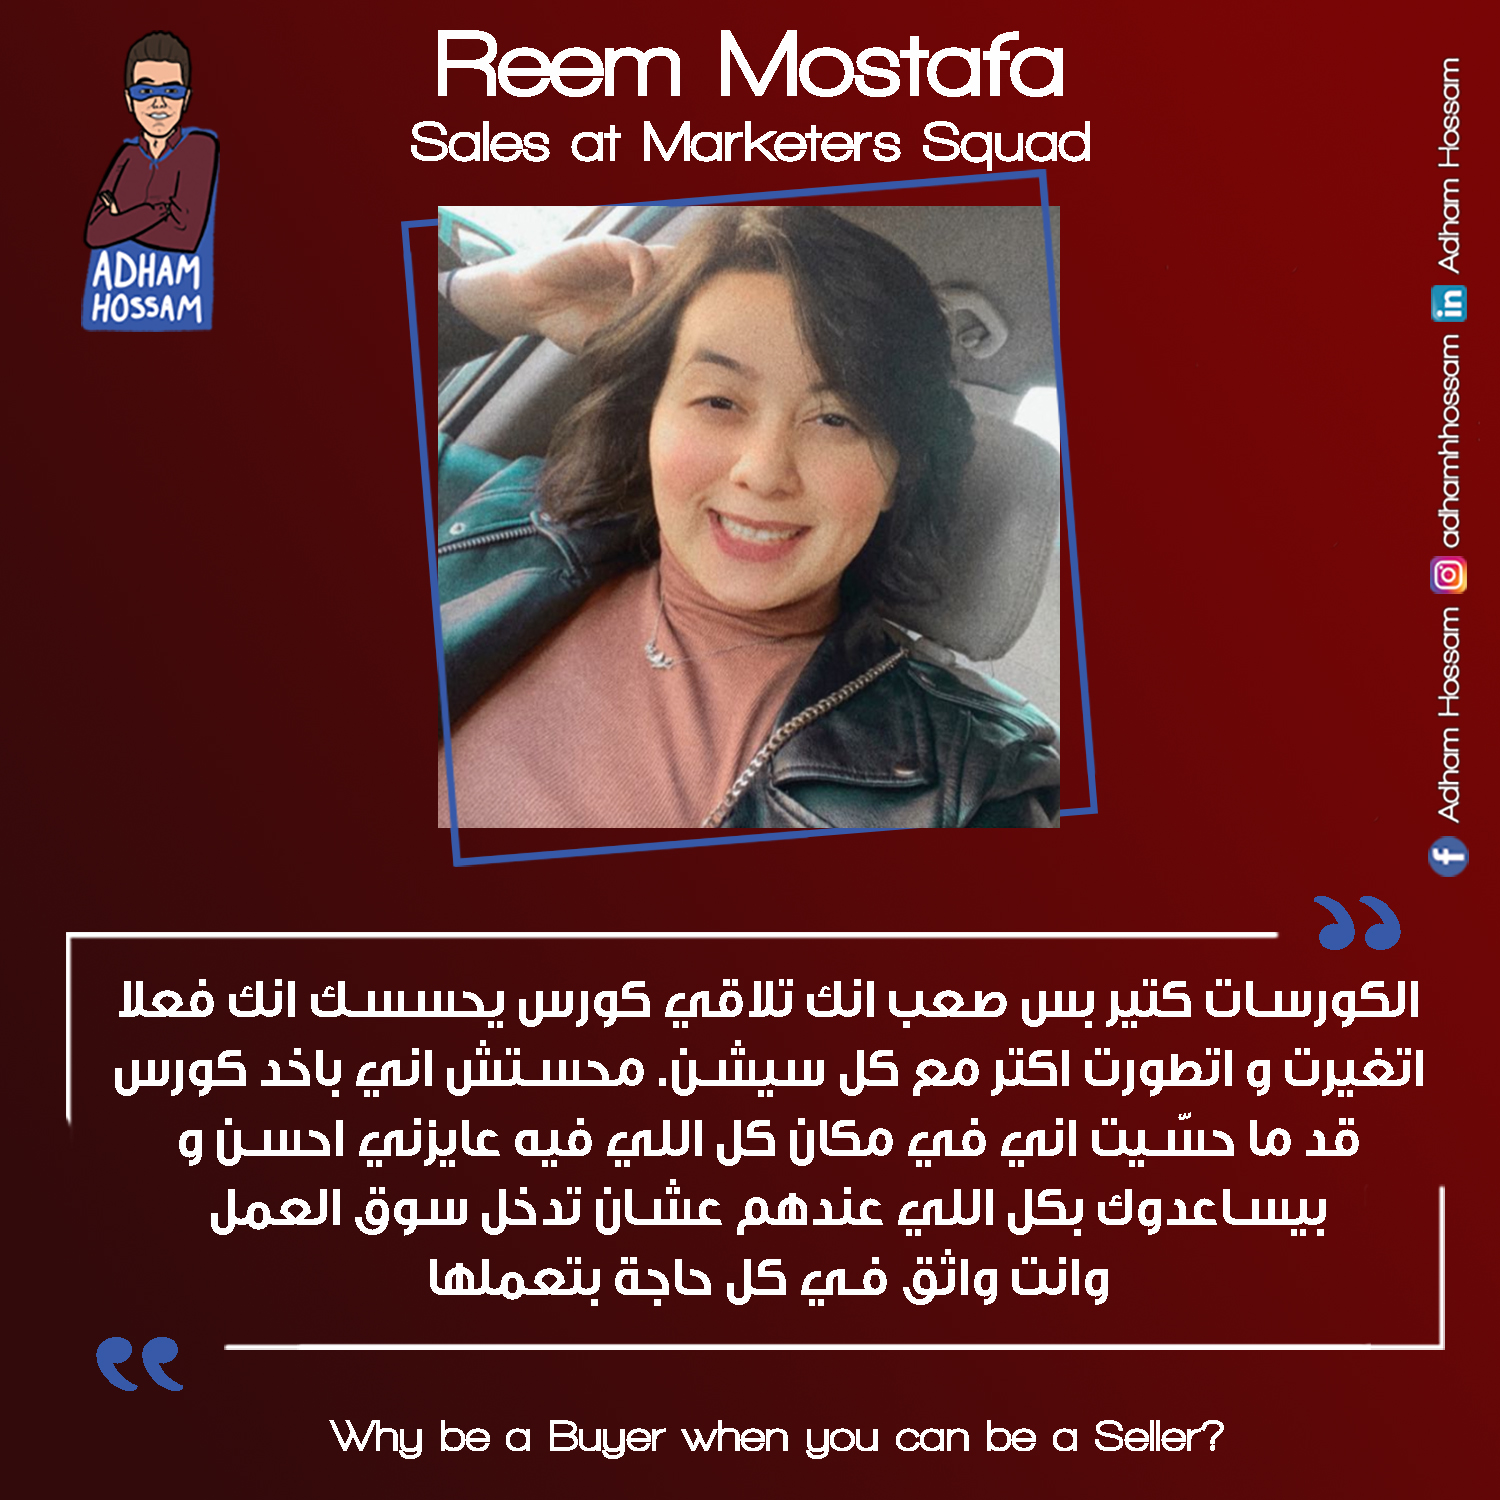 Reem Mostafa
Sales at Marketers Squad
ADHAM
HOSSAM
Adham Hossam
adhamhhossam
Adham Hossam
الكورسات كتير بس صعب انك تلاقي كورس يحسسك انك فعلا
اتغيرت و اتطورت اكتر مع كل سيشن. محستش اني باخد كورس
قد ما حسّيت اني في مكان كل اللي فيه عايزني احسن و
بيساعدوك بكل اللي عندهم عشان تدخل سوق العمل
وانت واثق في كل حاجة بتعملها
Why be a Buyer when you can be a Seller?